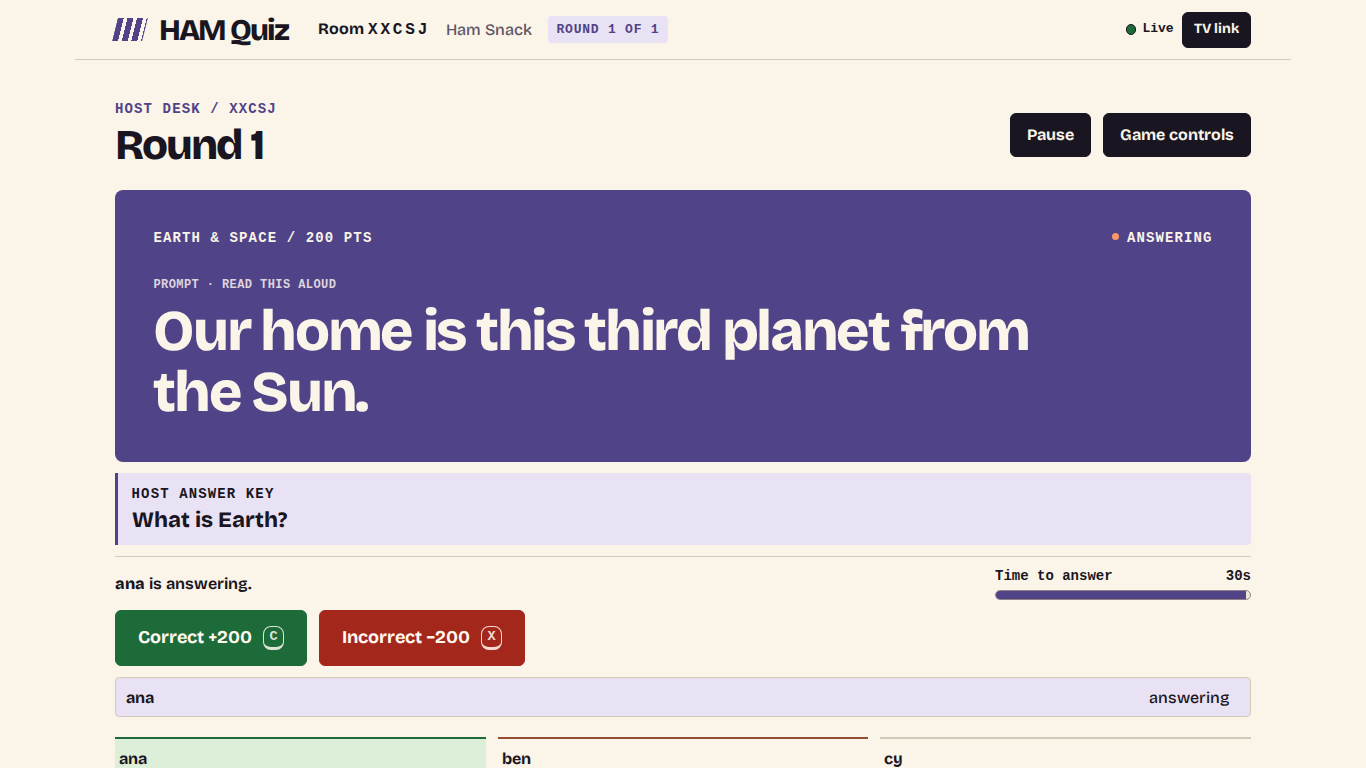 HAM Quiz Room XXCSJ Ham Snack ROUND 1 OF 1 Live TV link
HOST DESK / XXCSJ
Round 1
Pause Game controls
EARTH & SPACE / 200 PTS ANSWERING
PROMPT · READ THIS ALOUD
Our home is this third planet from
the Sun.
HOST ANSWER KEY
What is Earth?
ana is answering.
Time to answer 30s
Correct +200 C Incorrect −200 X
ana answering
ana ben cy